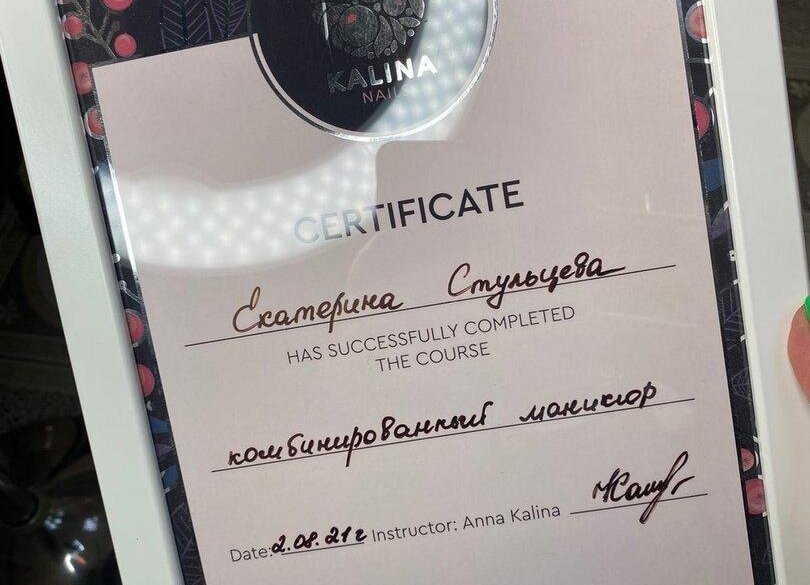 KALINA
NAIL
CERTIFICATE
Екатерина Стульцева
HAS SUCCESSFULLY COMPLETED
THE COURSE
комбинированный маникюр
Date: 2.08.21г Instructor: Anna Kalina